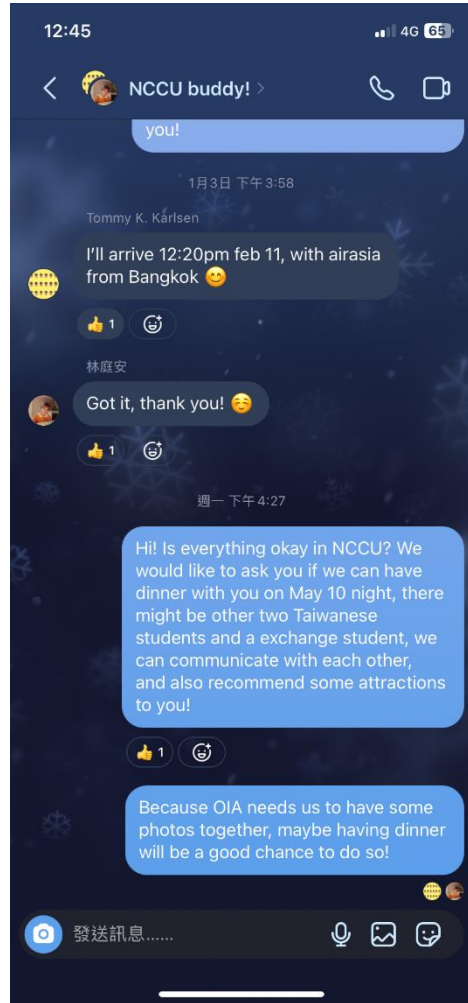 12:45
4G 65
NCCU buddy!
you!
1月3日 下午 3:58
Tommy K. Karlsen
I'll arrive 12:20pm feb 11, with airasia
from Bangkok 😊
👍 1
林庭安
Got it, thank you! ☺️
👍 1
週一 下午 4:27
Hi! Is everything okay in NCCU? We
would like to ask you if we can have
dinner with you on May 10 night, there
might be other two Taiwanese
students and a exchange student, we
can communicate with each other,
and also recommend some attractions
to you!
👍 1
Because OIA needs us to have some
photos together, maybe having dinner
will be a good chance to do so!
發送訊息......